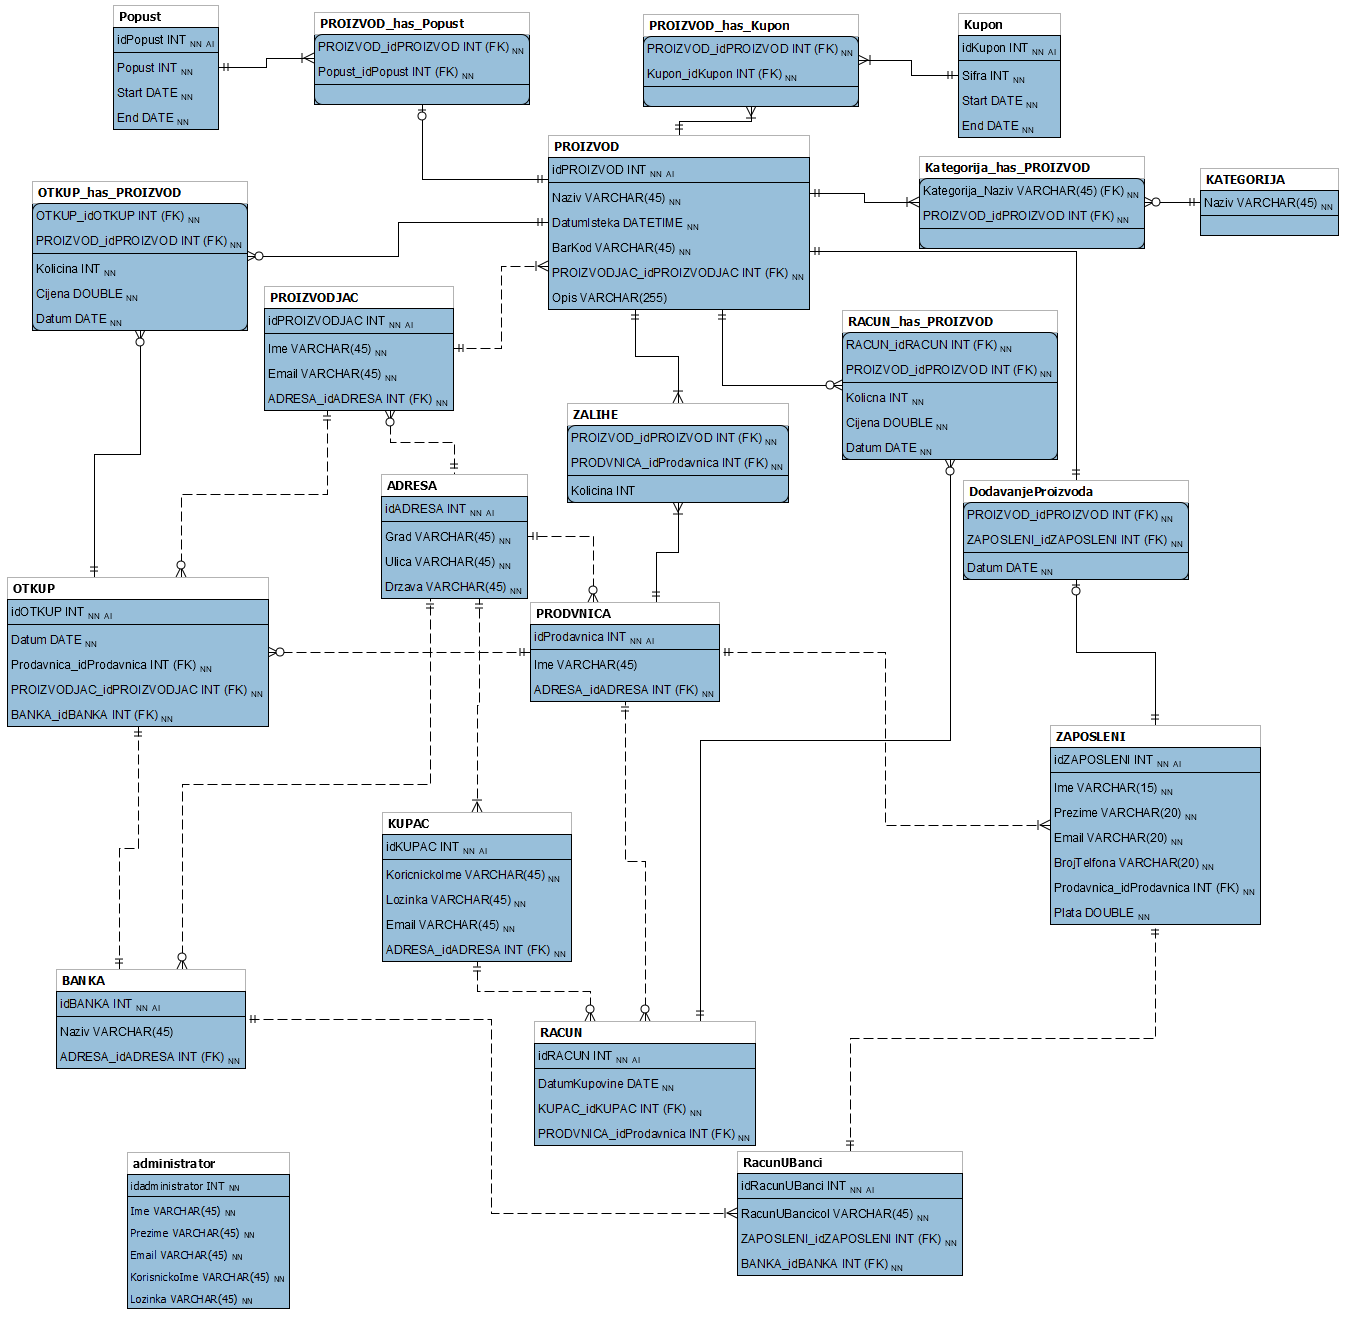 Popust
idPopust INT NN AI
Popust INT NN
Start DATE NN
End DATE NN
PROIZVOD_has_Popust
PROIZVOD_idPROIZVOD INT (FK) NN
Popust_idPopust INT (FK) NN
PROIZVOD_has_Kupon
PROIZVOD_idPROIZVOD INT (FK) NN
Kupon_idKupon INT (FK) NN
Kupon
idKupon INT NN AI
Sifra INT NN
Start DATE NN
End DATE NN
OTKUP_has_PROIZVOD
OTKUP_idOTKUP INT (FK) NN
PROIZVOD_idPROIZVOD INT (FK) NN
Kolicina INT NN
Cijena DOUBLE NN
Datum DATE NN
PROIZVOD
idPROIZVOD INT NN AI
Naziv VARCHAR(45) NN
DatumIsteka DATETIME NN
BarKod VARCHAR(45) NN
PROIZVODJAC_idPROIZVODJAC INT (FK) NN
Opis VARCHAR(255)
Kategorija_has_PROIZVOD
Kategorija_Naziv VARCHAR(45) (FK) NN
PROIZVOD_idPROIZVOD INT (FK) NN
KATEGORIJA
Naziv VARCHAR(45) NN
PROIZVODJAC
idPROIZVODJAC INT NN AI
Ime VARCHAR(45) NN
Email VARCHAR(45) NN
ADRESA_idADRESA INT (FK) NN
RACUN_has_PROIZVOD
RACUN_idRACUN INT (FK) NN
PROIZVOD_idPROIZVOD INT (FK) NN
Kolicna INT NN
Cijena DOUBLE NN
Datum DATE NN
ZALIHE
PROIZVOD_idPROIZVOD INT (FK) NN
PRODVNICA_idProdavnica INT (FK) NN
Kolicina INT
ADRESA
idADRESA INT NN AI
Grad VARCHAR(45) NN
Ulica VARCHAR(45) NN
Drzava VARCHAR(45) NN
DodavanjeProizvoda
PROIZVOD_idPROIZVOD INT (FK) NN
ZAPOSLENI_idZAPOSLENI INT (FK) NN
Datum DATE NN
OTKUP
idOTKUP INT NN AI
Datum DATE NN
Prodavnica_idProdavnica INT (FK) NN
PROIZVODJAC_idPROIZVODJAC INT (FK) NN
BANKA_idBANKA INT (FK) NN
PRODVNICA
idProdavnica INT NN AI
Ime VARCHAR(45)
ADRESA_idADRESA INT (FK) NN
ZAPOSLENI
idZAPOSLENI INT NN AI
Ime VARCHAR(15) NN
Prezime VARCHAR(20) NN
Email VARCHAR(20) NN
BrojTelfona VARCHAR(20) NN
Prodavnica_idProdavnica INT (FK) NN
Plata DOUBLE NN
KUPAC
idKUPAC INT NN AI
KoricnickoIme VARCHAR(45) NN
Lozinka VARCHAR(45) NN
Email VARCHAR(45) NN
ADRESA_idADRESA INT (FK) NN
BANKA
idBANKA INT NN AI
Naziv VARCHAR(45)
ADRESA_idADRESA INT (FK) NN
RACUN
idRACUN INT NN AI
DatumKupovine DATE NN
KUPAC_idKUPAC INT (FK) NN
PRODVNICA_idProdavnica INT (FK) NN
administrator
idadministrator INT NN
Ime VARCHAR(45) NN
Prezime VARCHAR(45) NN
Email VARCHAR(45) NN
KorisnickoIme VARCHAR(45) NN
Lozinka VARCHAR(45) NN
RacunUBanci
idRacunUBanci INT NN AI
RacunUBancicol VARCHAR(45) NN
ZAPOSLENI_idZAPOSLENI INT (FK) NN
BANKA_idBANKA INT (FK) NN